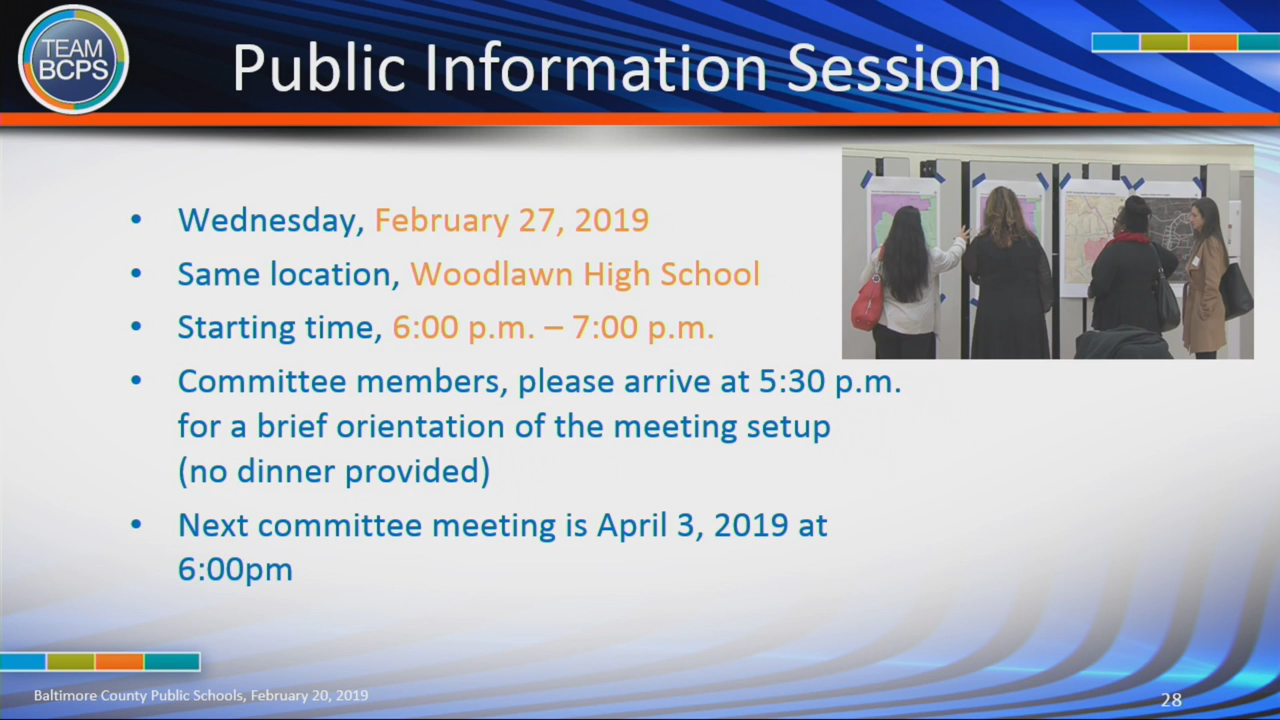 TEAM
BCPS
Public Information Session
• Wednesday, February 27, 2019
• Same location, Woodlawn High School
• Starting time, 6:00 p.m. – 7:00 p.m.
• Committee members, please arrive at 5:30 p.m.
for a brief orientation of the meeting setup
(no dinner provided)
• Next committee meeting is April 3, 2019 at
6:00pm
Baltimore County Public Schools, February 20, 2019
28